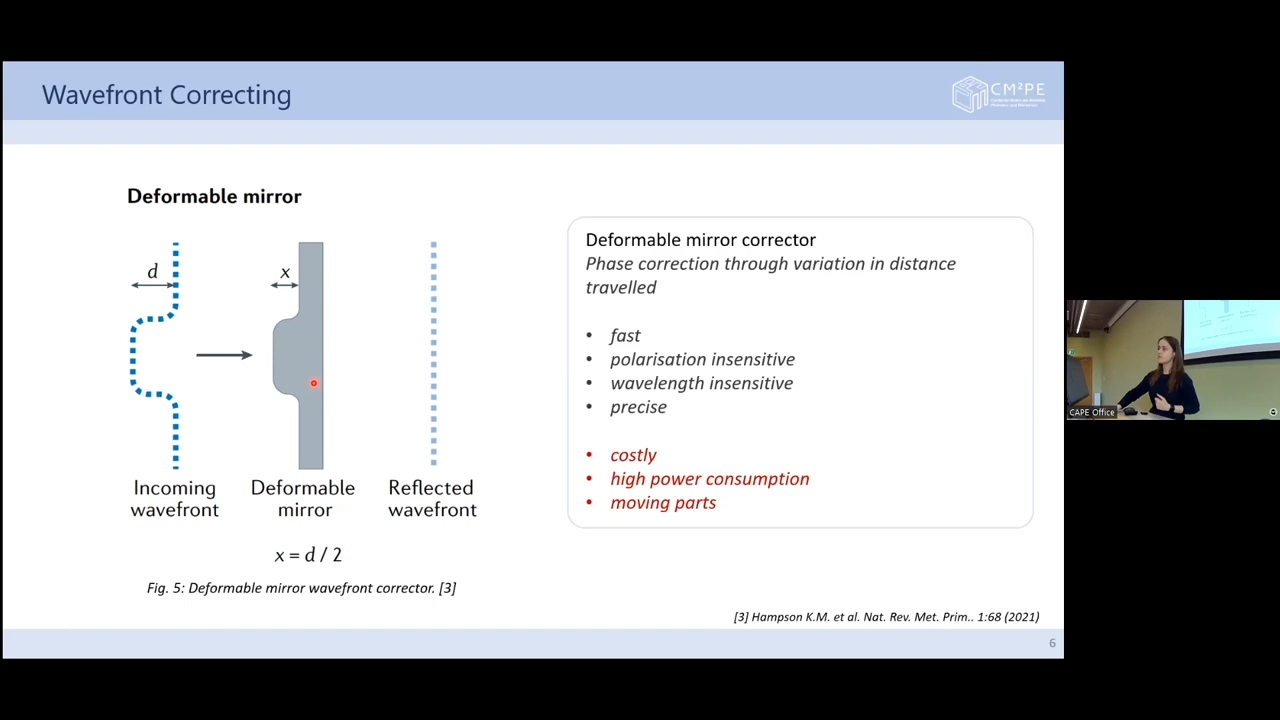 Wavefront Correcting
CM²PE
Deformable mirror
d
x
Incoming
wavefront
Deformable
mirror
Reflected
wavefront
x = d / 2
Fig. 5: Deformable mirror wavefront corrector. [3]
Deformable mirror corrector
Phase correction through variation in distance
travelled
• fast
• polarisation insensitive
• wavelength insensitive
• precise
• costly
• high power consumption
• moving parts
[3] Hampson K.M. et al. Nat. Rev. Met. Prim.. 1:68 (2021)
6
CAPE Office